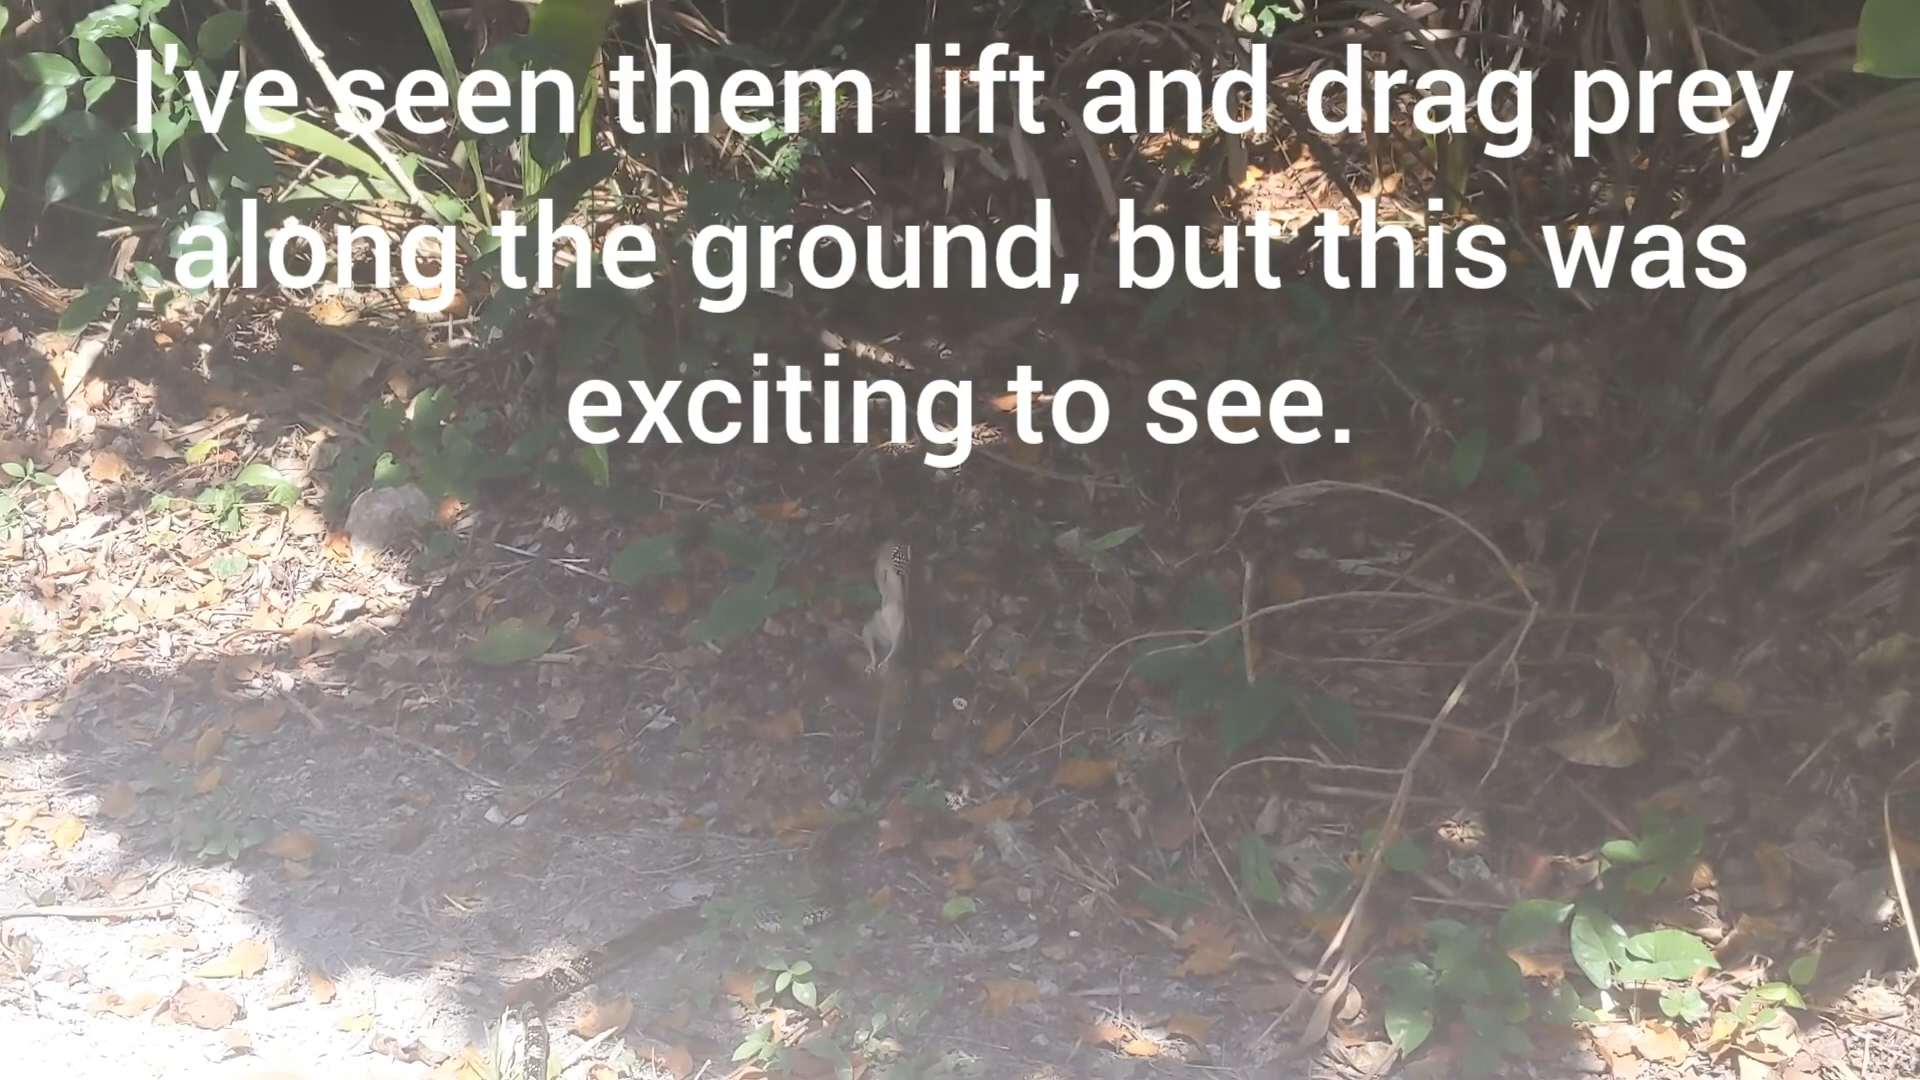 I've seen them lift and drag prey
along the ground, but this was
exciting to see.